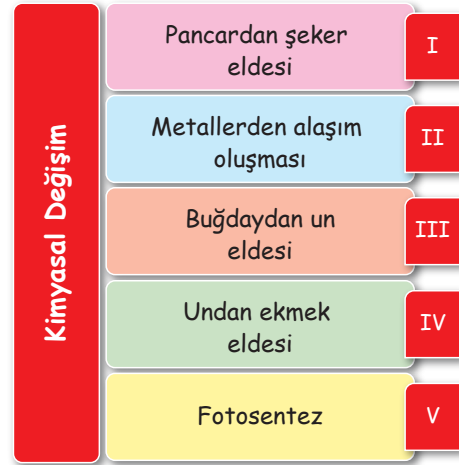 Kimyasal Değişim
Pancardan şeker
eldesi
I
Metallerden alaşım
oluşması
II
Buğdaydan un
eldesi
III
Undan ekmek
eldesi
IV
Fotosentez
V